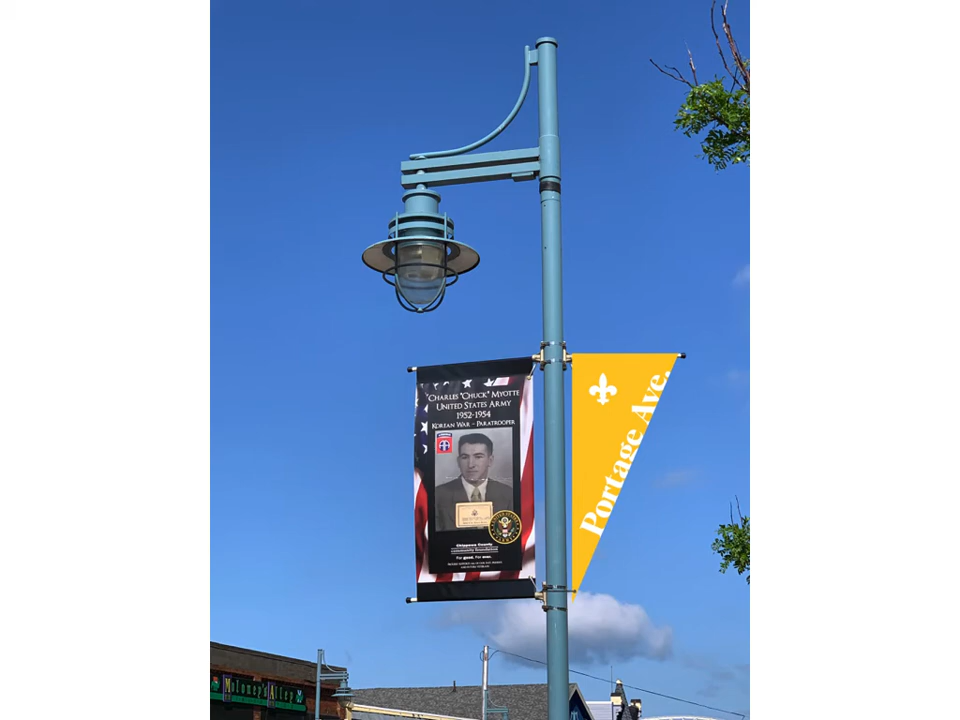 CHARLES "CHUCK" MYOTTE
UNITED STATES ARMY
1952-1954
KOREAN WAR – PARATROOPER
Chippewa County
community foundation
For good. For ever.
Portage Ave.
Moloney's Alley